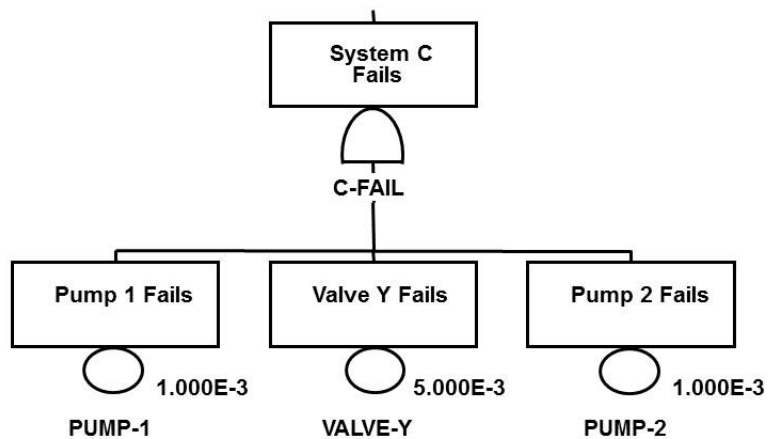 System C
Fails
C-FAIL
Pump 1 Fails
Valve Y Fails
Pump 2 Fails
1.000E-3
5.000E-3
1.000E-3
PUMP-1
VALVE-Y
PUMP-2